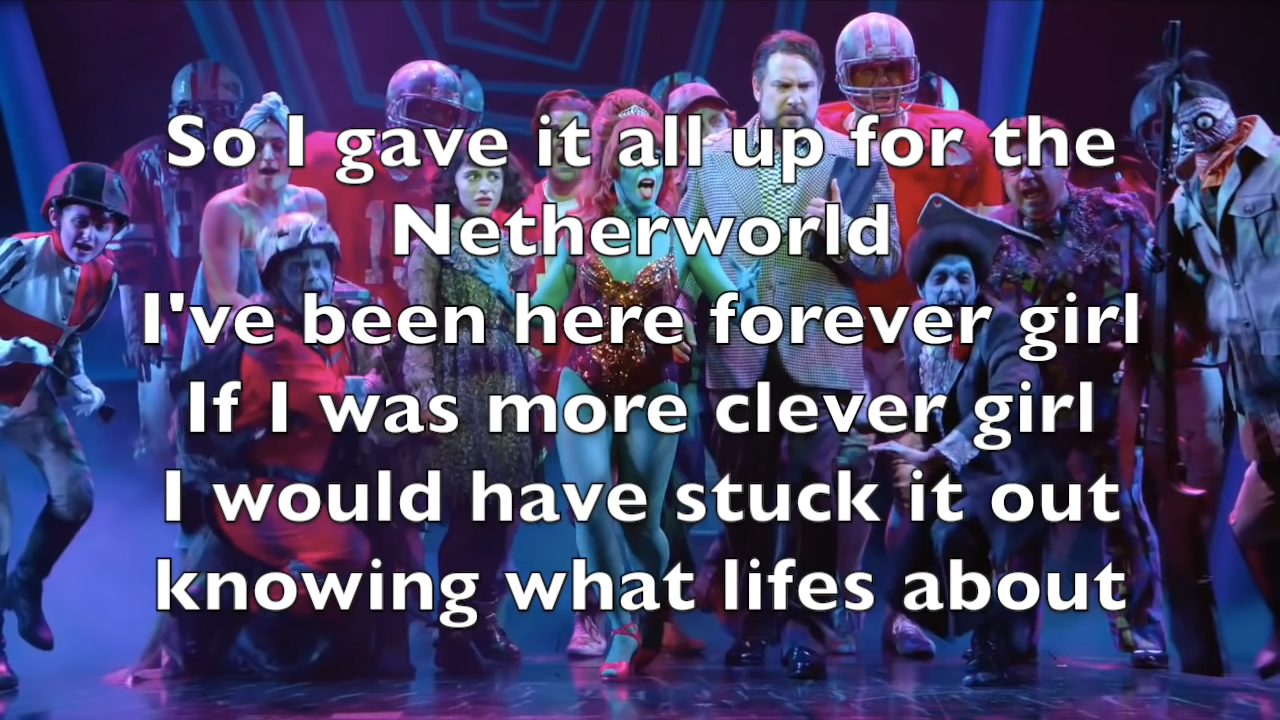 So I gave it all up for the
Netherworld
I've been here forever girl
If I was more clever girl
I would have stuck it out
knowing what lifes about